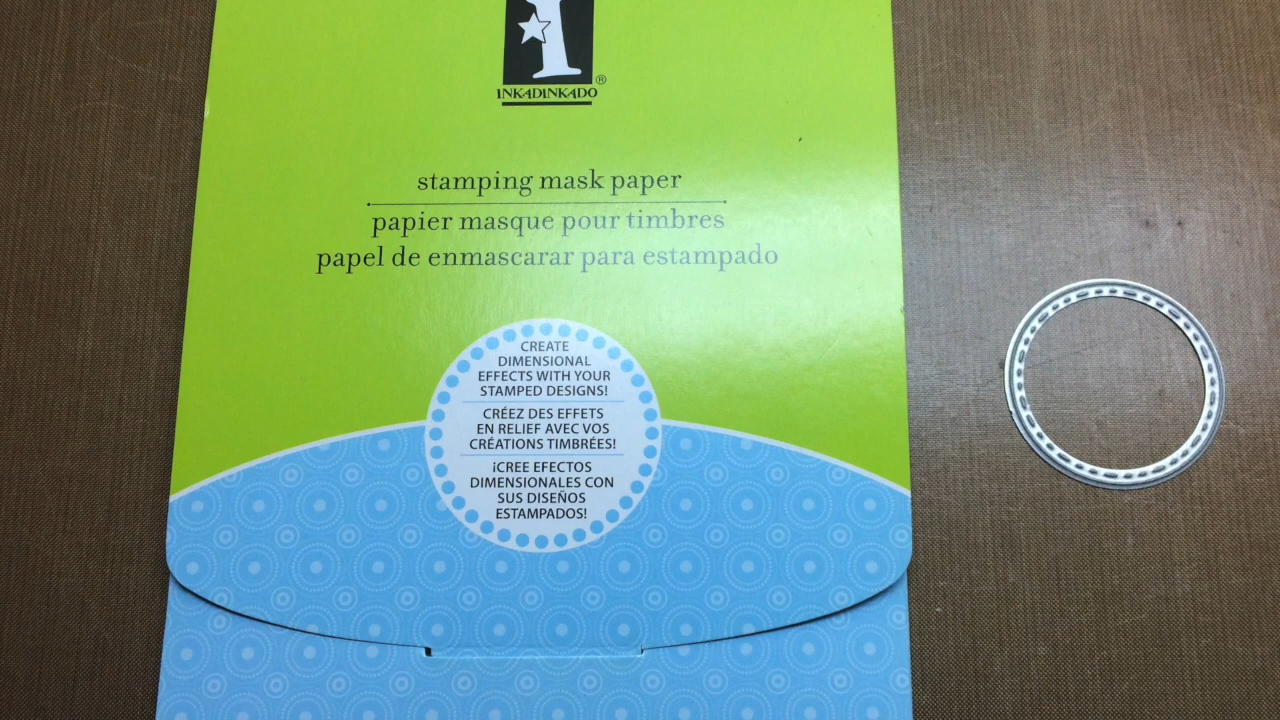 INKADINKADO®
stamping mask paper
papier masque pour timbres
papel de enmascarar para estampado
CREATE
DIMENSIONAL
EFFECTS WITH YOUR
STAMPED DESIGNS!
CRÉEZ DES EFFETS
EN RELIEF AVEC VOS
CRÉATIONS TIMBRÉES!
¡CREE EFECTOS
DIMENSIONALES CON
SUS DISEÑOS
ESTAMPADOS!